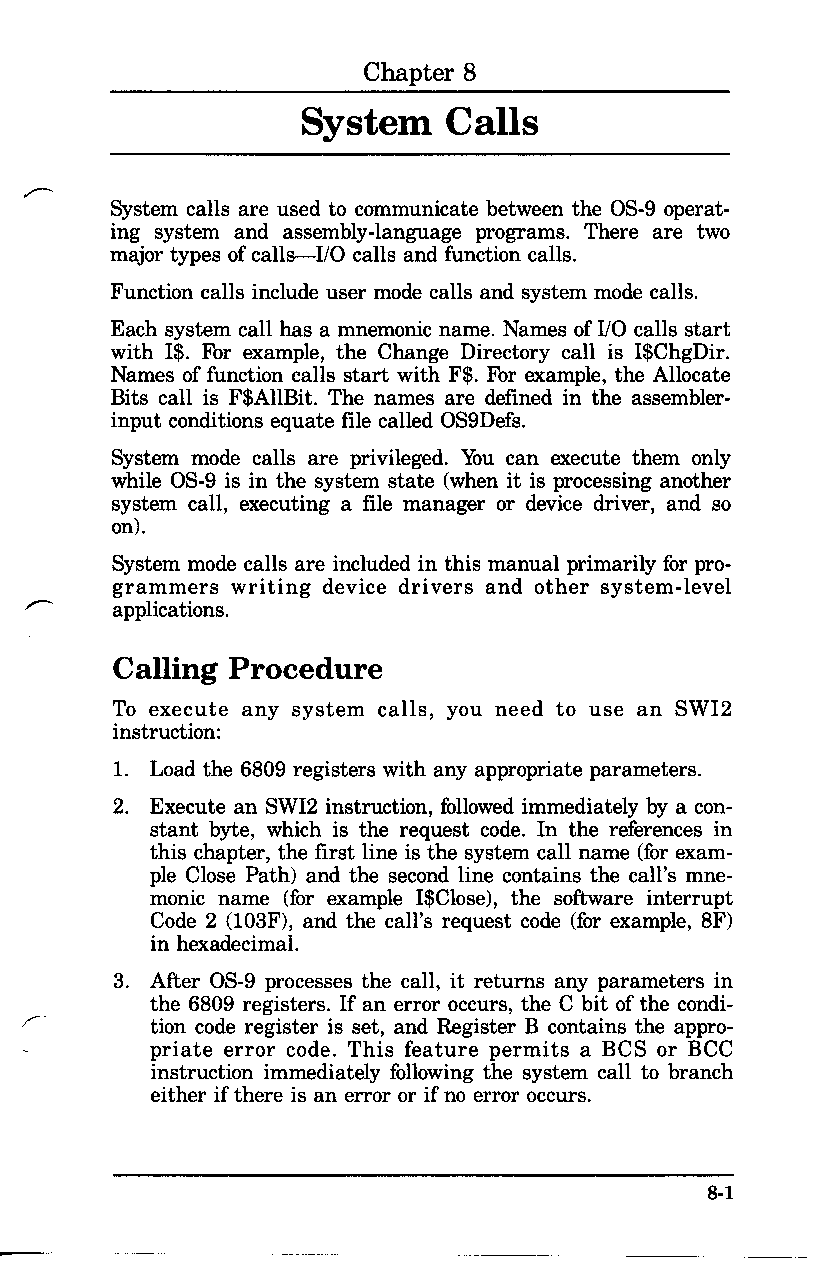 Chapter 8
System Calls
System calls are used to communicate between the OS-9 operat-
ing system and assembly-language programs. There are two
major types of calls—I/O calls and function calls.
Function calls include user mode calls and system mode calls.
Each system call has a mnemonic name. Names of I/O calls start
with I$. For example, the Change Directory call is I$ChgDir.
Names of function calls start with F$. For example, the Allocate
Bits call is F$AllBit. The names are defined in the assembler-
input conditions equate file called OS9Defs.
System mode calls are privileged. You can execute them only
while OS-9 is in the system state (when it is processing another
system call, executing a file manager or device driver, and so
on).
System mode calls are included in this manual primarily for pro-
grammers writing device drivers and other system-level
applications.
Calling Procedure
To execute any system calls, you need to use an SWI2
instruction:
1. Load the 6809 registers with any appropriate parameters.
2. Execute an SWI2 instruction, followed immediately by a con-
stant byte, which is the request code. In the references in
this chapter, the first line is the system call name (for exam-
ple Close Path) and the second line contains the call's mne-
monic name (for example I$Close), the software interrupt
Code 2 (103F), and the call's request code (for example, 8F)
in hexadecimal.
3. After OS-9 processes the call, it returns any parameters in
the 6809 registers. If an error occurs, the C bit of the condi-
tion code register is set, and Register B contains the appro-
priate error code. This feature permits a BCS or BCC
instruction immediately following the system call to branch
either if there is an error or if no error occurs.
8-1